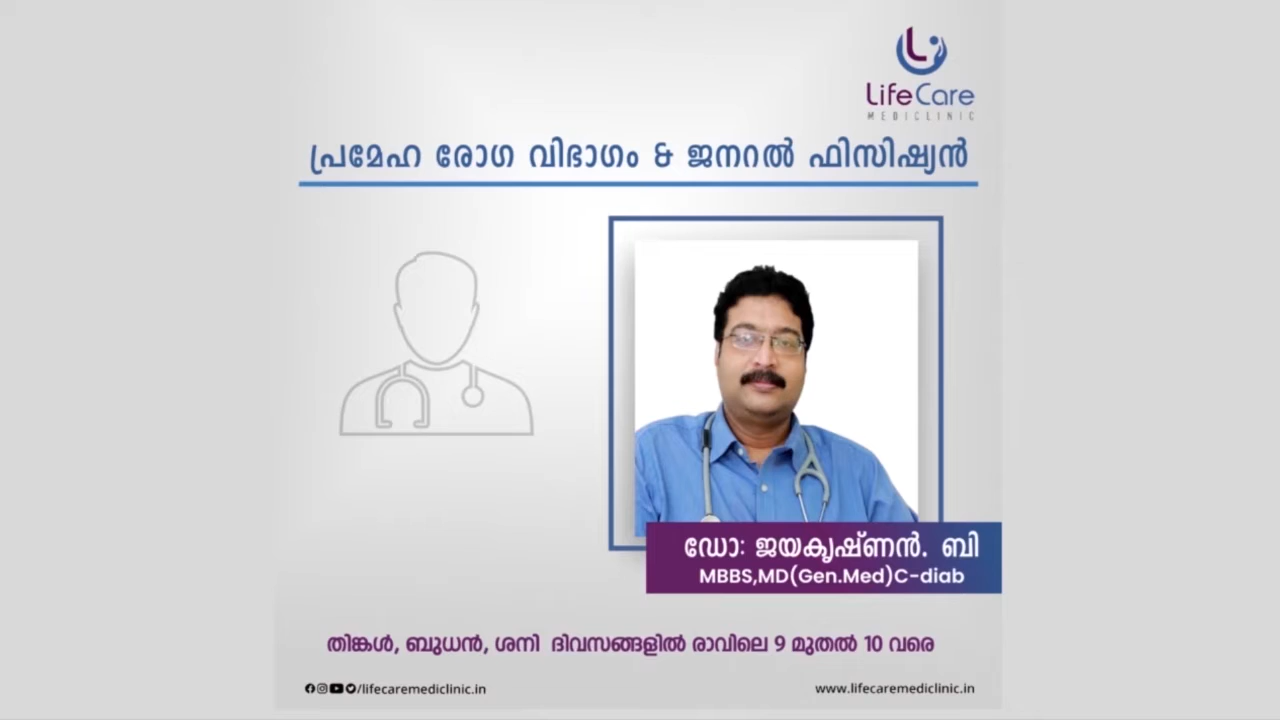 LifeCare
MEDICLINIC
പ്രമേഹ രോഗ വിഭാഗം & ജനറൽ ഫിസിഷ്യൻ
ഡോ: ജയകൃഷ്ണൻ. ബി
MBBS,MD(Gen.Med)C-diab
തിങ്കൾ, ബുധൻ, ശനി ദിവസങ്ങളിൽ രാവിലെ 9 മുതൽ 10 വരെ
/lifecaremediclinic.in
www.lifecaremediclinic.in